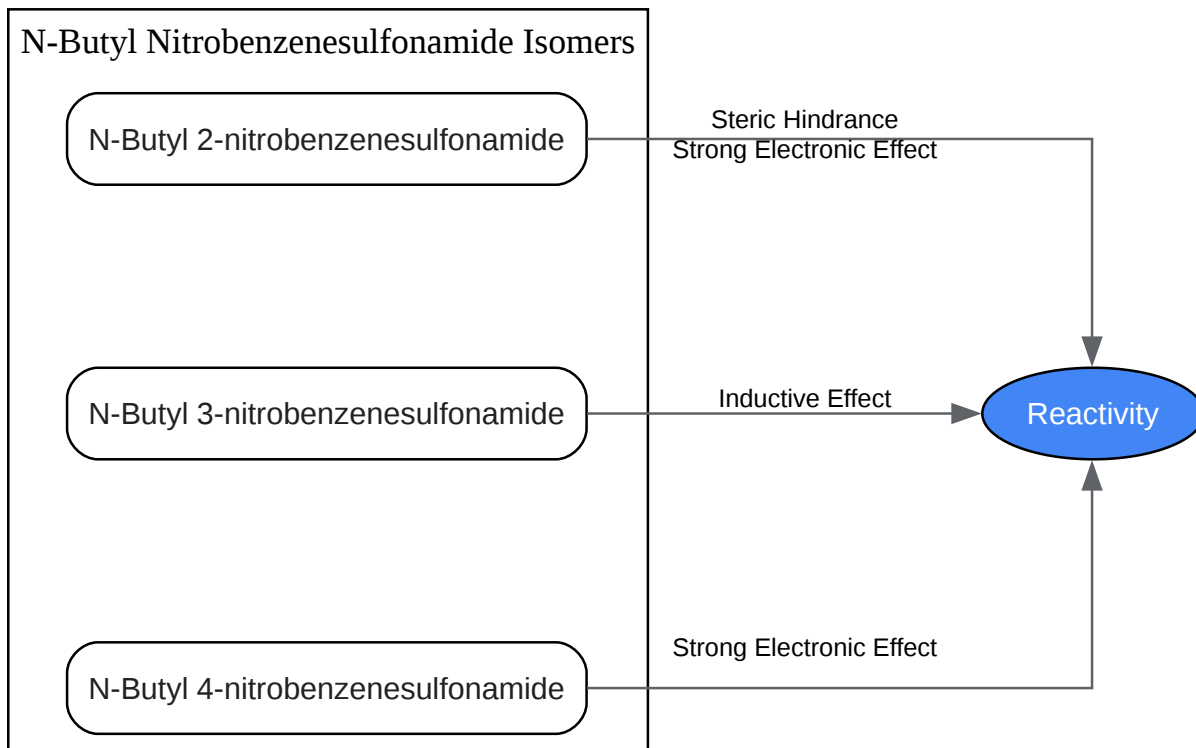 N-Butyl Nitrobenzenesulfonamide Isomers
N-Butyl 2-nitrobenzenesulfonamide
Steric Hindrance
Strong Electronic Effect
N-Butyl 3-nitrobenzenesulfonamide
Inductive Effect
Reactivity
Strong Electronic Effect
N-Butyl 4-nitrobenzenesulfonamide